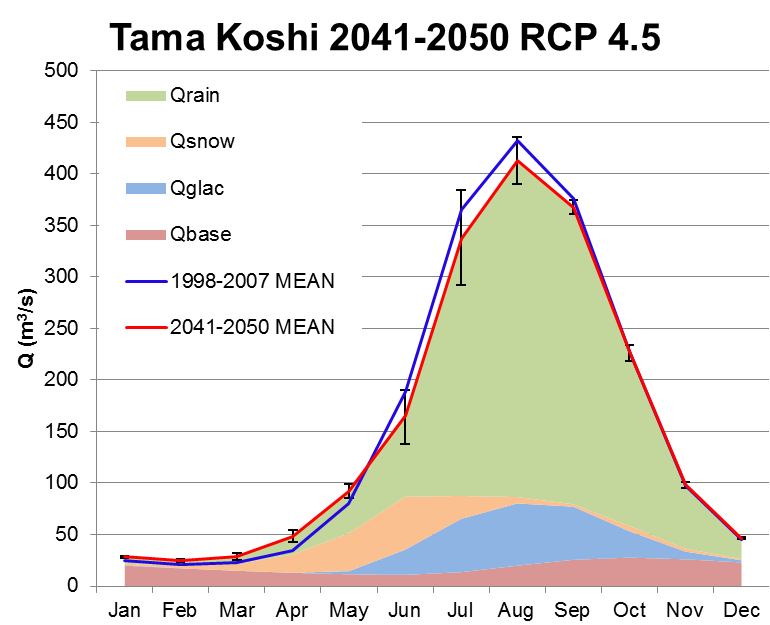 Tama Koshi 2041-2050 RCP 4.5
500
450
400
350
300
250
200
150
100
50
0
Q (m³/s)
Qrain
Qsnow
Qglac
Qbase
1998-2007 MEAN
2041-2050 MEAN
Jan Feb Mar Apr May Jun Jul Aug Sep Oct Nov Dec